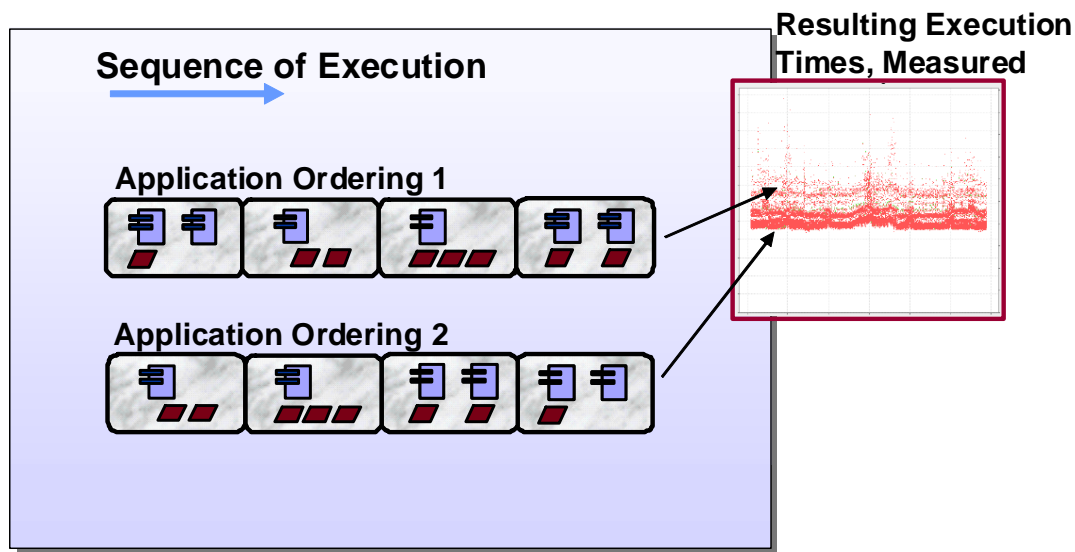 Resulting Execution
Times, Measured
Sequence of Execution
Application Ordering 1
Application Ordering 2